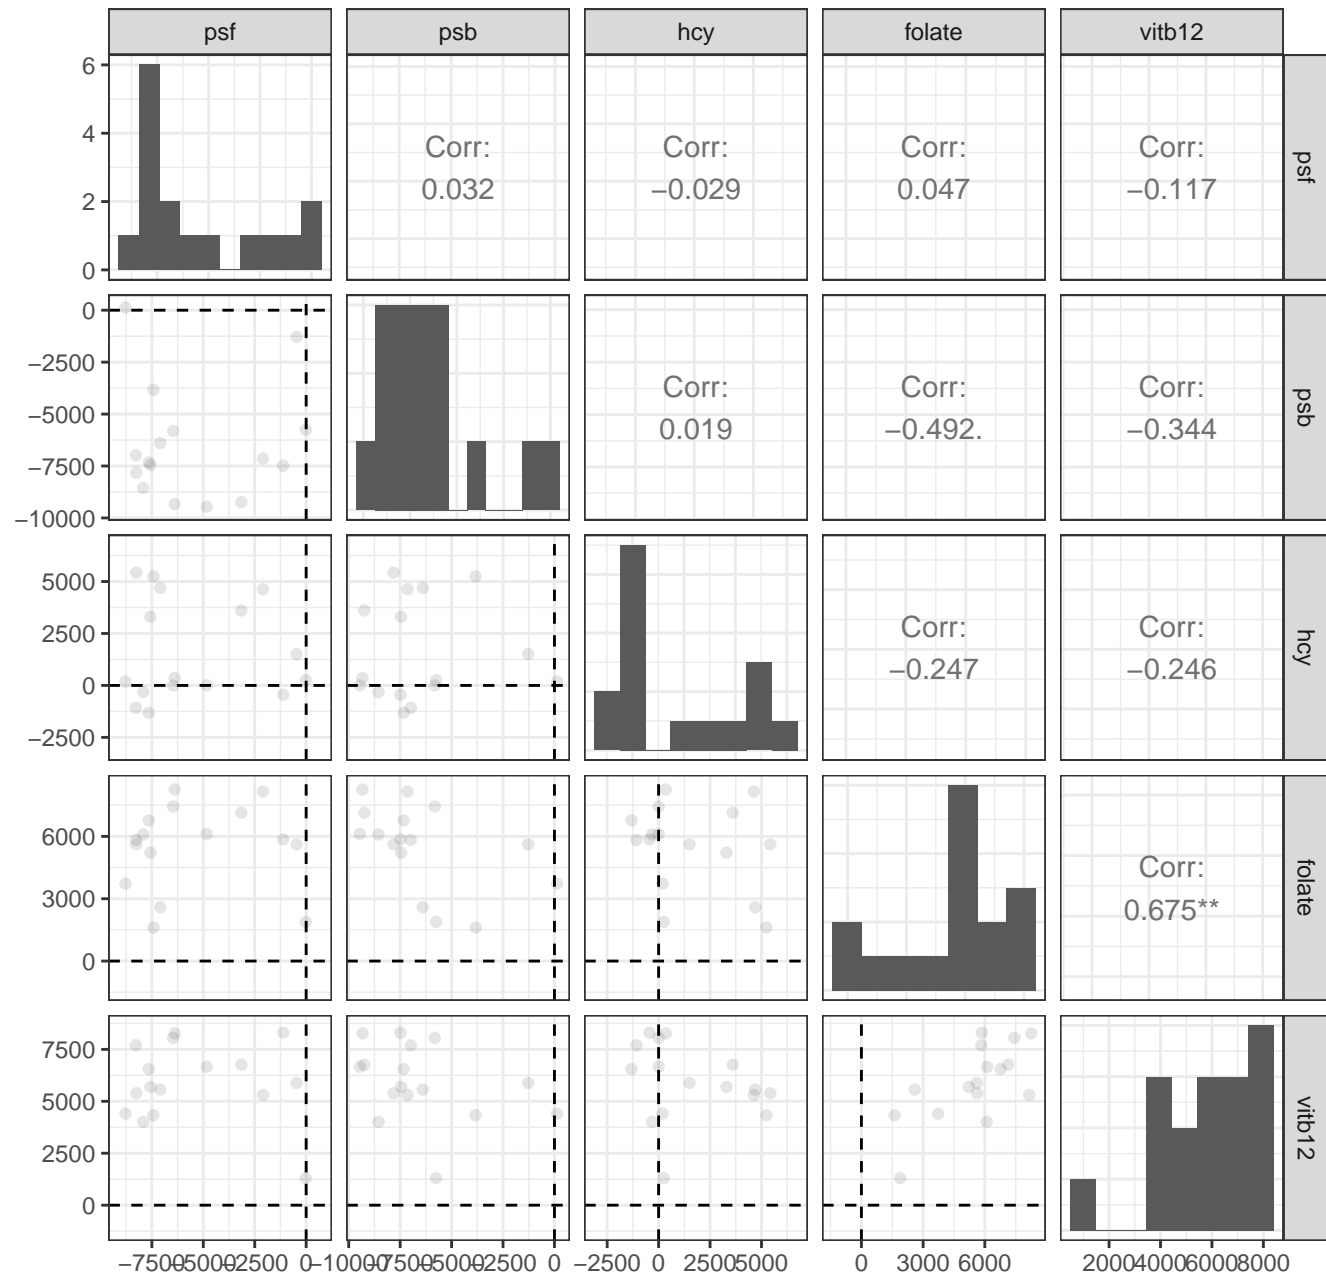 psf psb hcy folate vitb12
6
4
2
0
Corr:
0.032
Corr:
−0.029
Corr:
0.047
Corr:
−0.117
psf
0
−2500
−5000
−7500
−10000
Corr:
0.019
Corr:
−0.492.
Corr:
−0.344
psb
5000
2500
0
−2500
Corr:
−0.247
Corr:
−0.246
hcy
6000
3000
0
Corr:
0.675**
folate
7500
5000
2500
0
vitb12
−7500 −5000 −2500 0 −10000 −7500 −5000 −2500 0 −2500 0 2500 5000 0 3000 6000 2000 4000 6000 8000